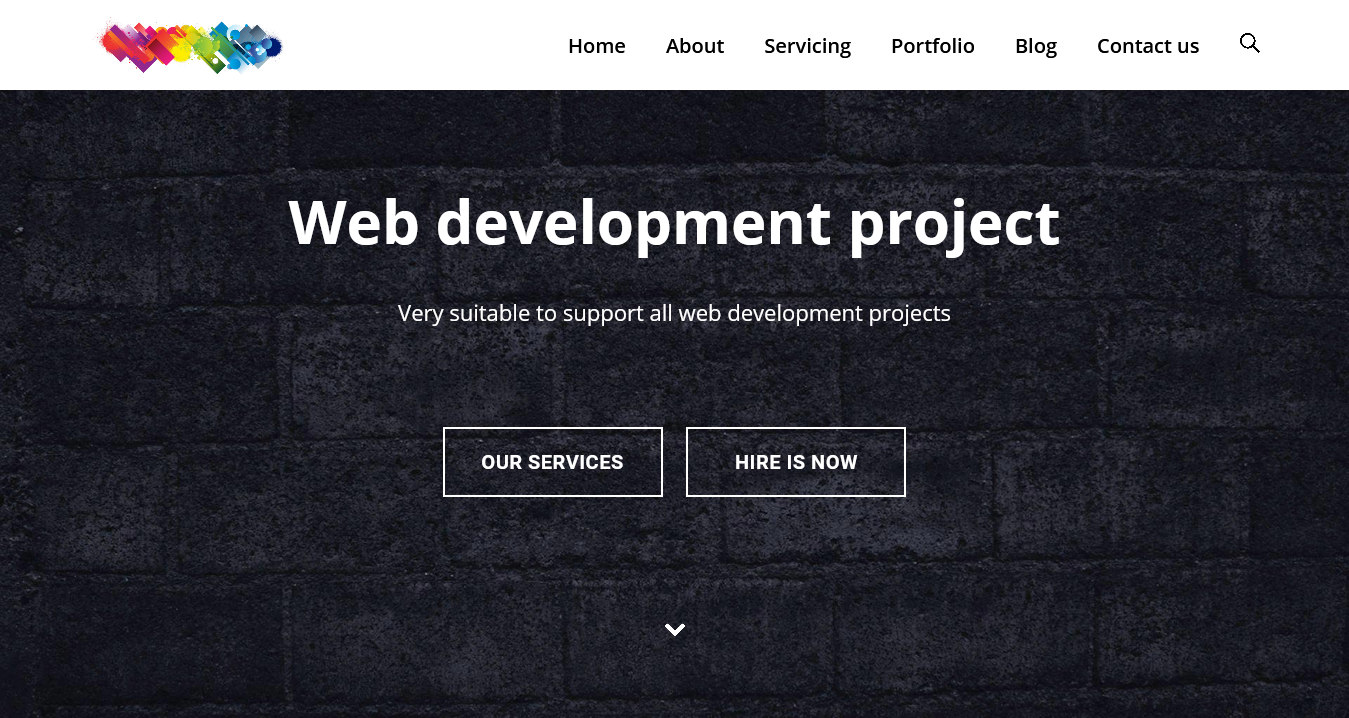 Home About Servicing Portfolio Blog Contact us
Web development project
Very suitable to support all web development projects
OUR SERVICES HIRE IS NOW